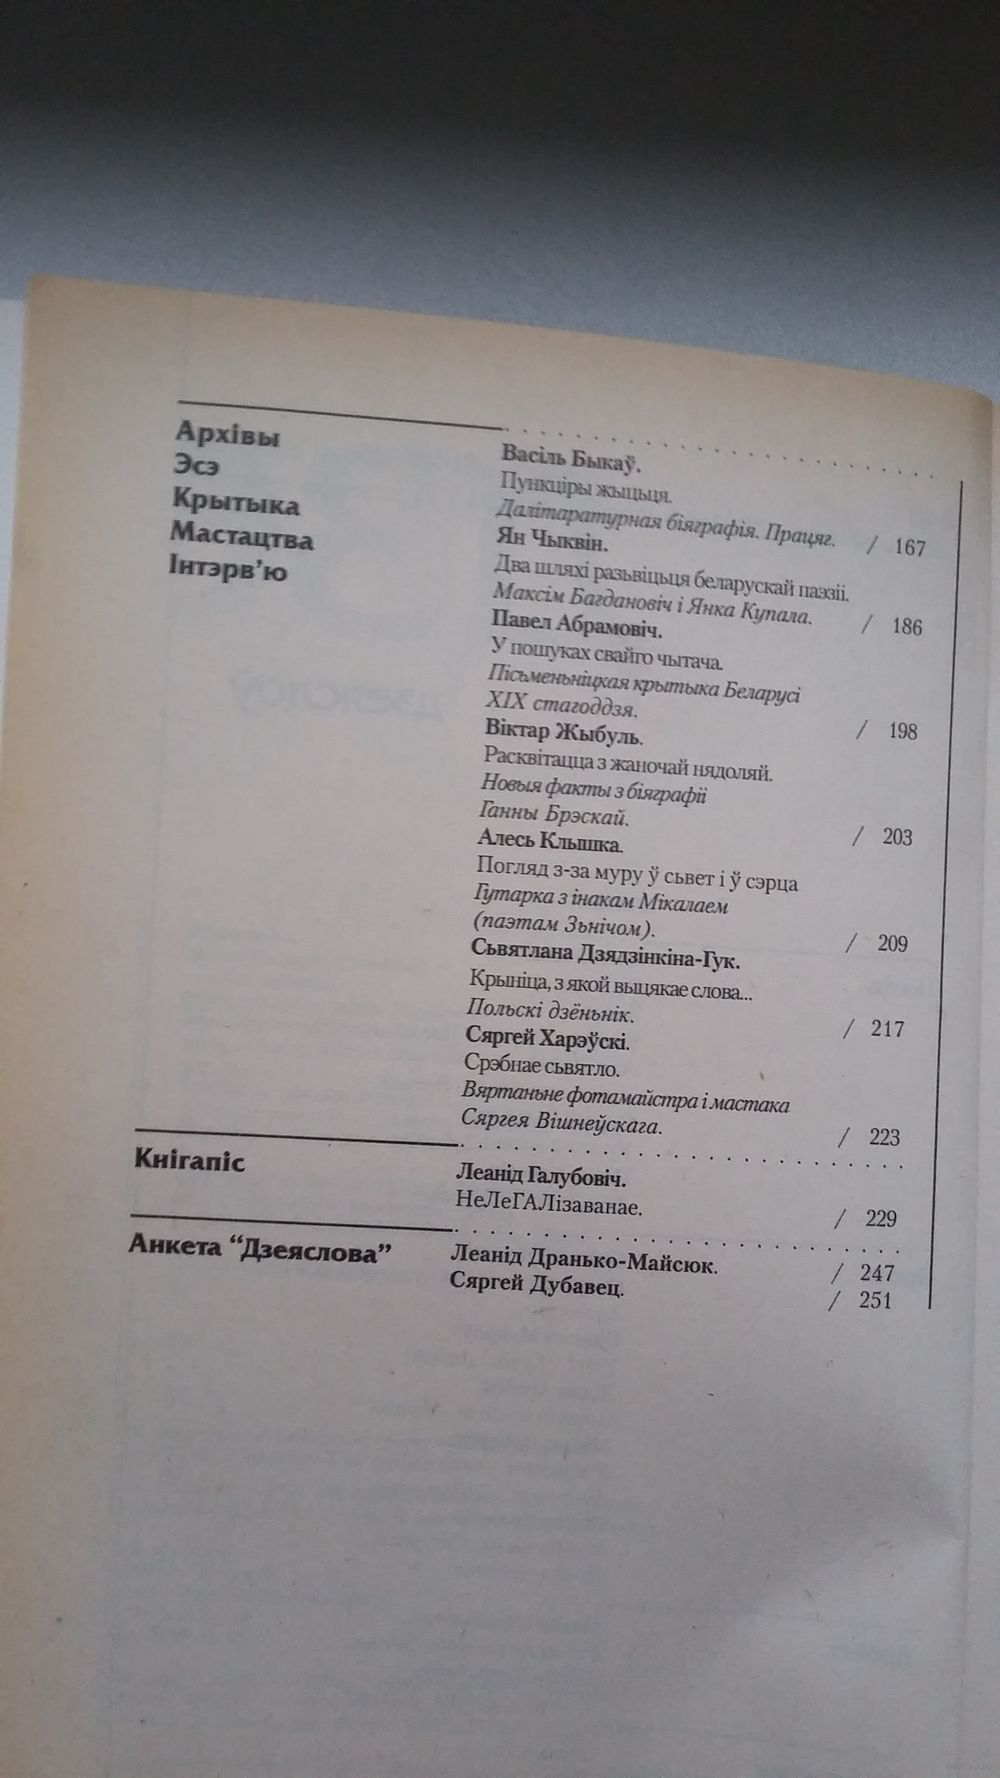 Архівы
Эсэ
Крытыка
Мастацтва
Інтэрв’ю
Васіль Быкаў.
Пункціры жыцьця.
Далітаратурная біяграфія. Працяг. / 167
Ян Чыквін.
Два шляхі разьвіцьця беларускай паэзіі.
Максім Багдановіч і Янка Купала. / 186
Павел Абрамовіч.
У пошуках свайго чытача.
Пісьменьніцкая крытыка Беларусі
XIX стагоддзя. / 198
Віктар Жыбуль.
Расквітацца з жаночай нядоляй.
Новыя факты з біяграфіі
Ганны Брэскай. / 203
Алесь Клышка.
Погляд з-за муру ў сьвет і ў сэрца
Гутарка з інакам Мікалаем
(паэтам Зьнічом). / 209
Сьвятлана Дзядзінкіна-Гук.
Крыніца, з якой выцякае слова...
Польскі дзёньнік. / 217
Сяргей Харэўскі.
Срэбнае сьвятло.
Вяртаньне фотамайстра і мастака
Сяргея Вішнеўскага. / 223
Кнігапіс
Леанід Галубовіч.
НеЛеГАЛізаванае. / 229
Анкета “Дзеяслова”
Леанід Дранько-Майсюк. / 247
Сяргей Дубавец. / 251